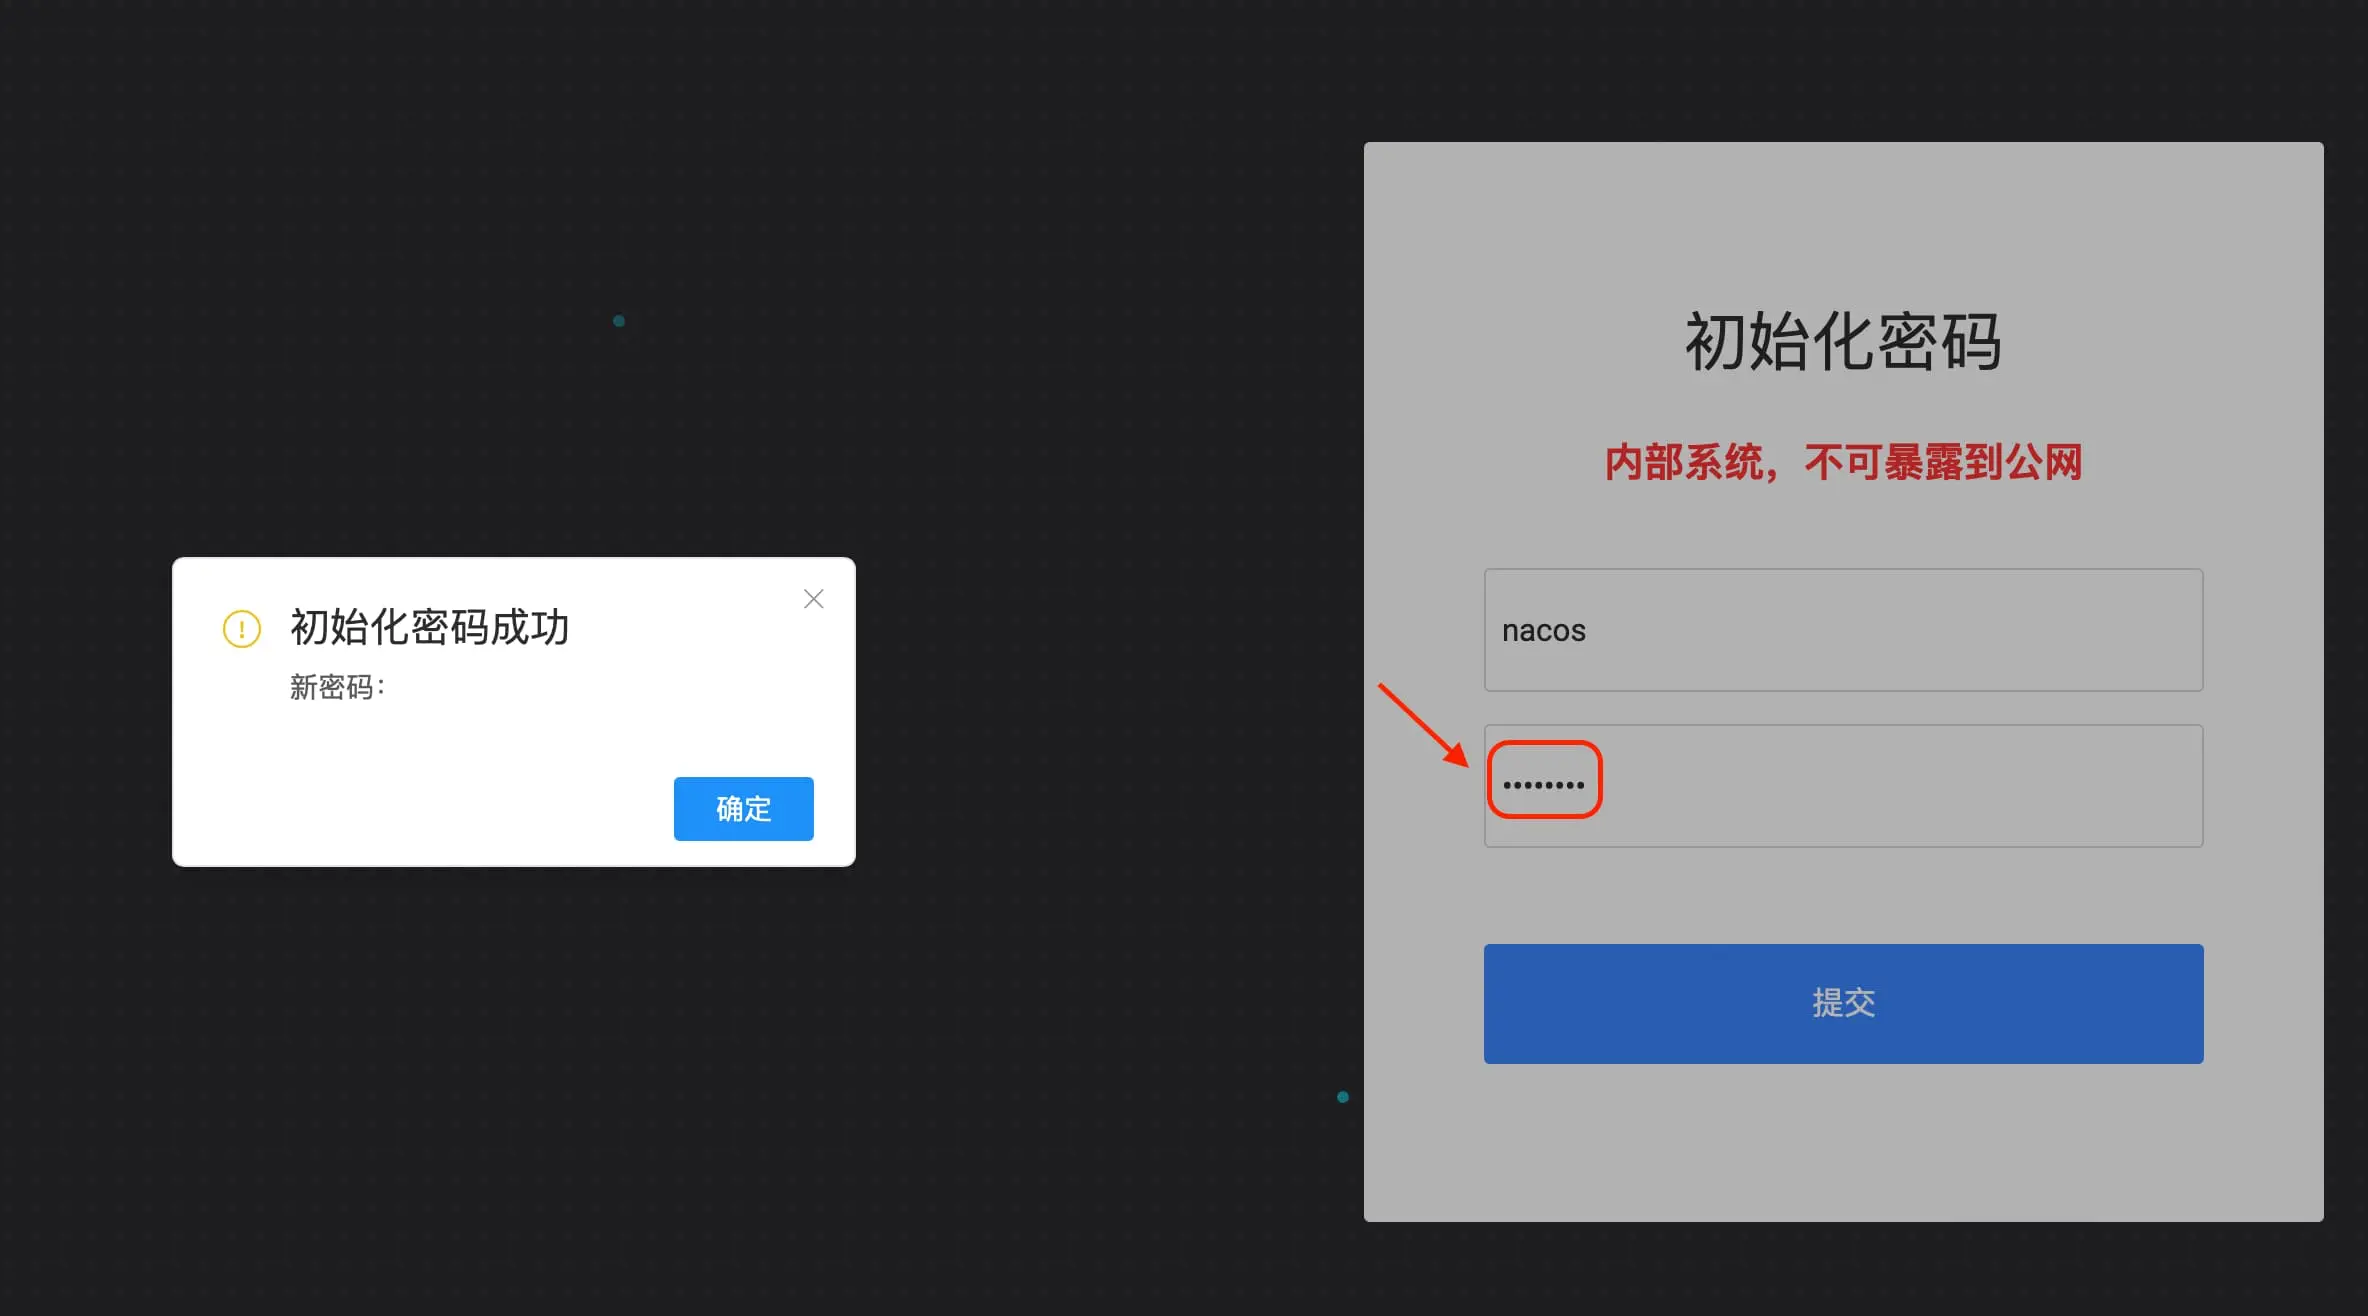 初始化密码成功
新密码：
确定
初始化密码
内部系统，不可暴露到公网
nacos
••••••••
提交